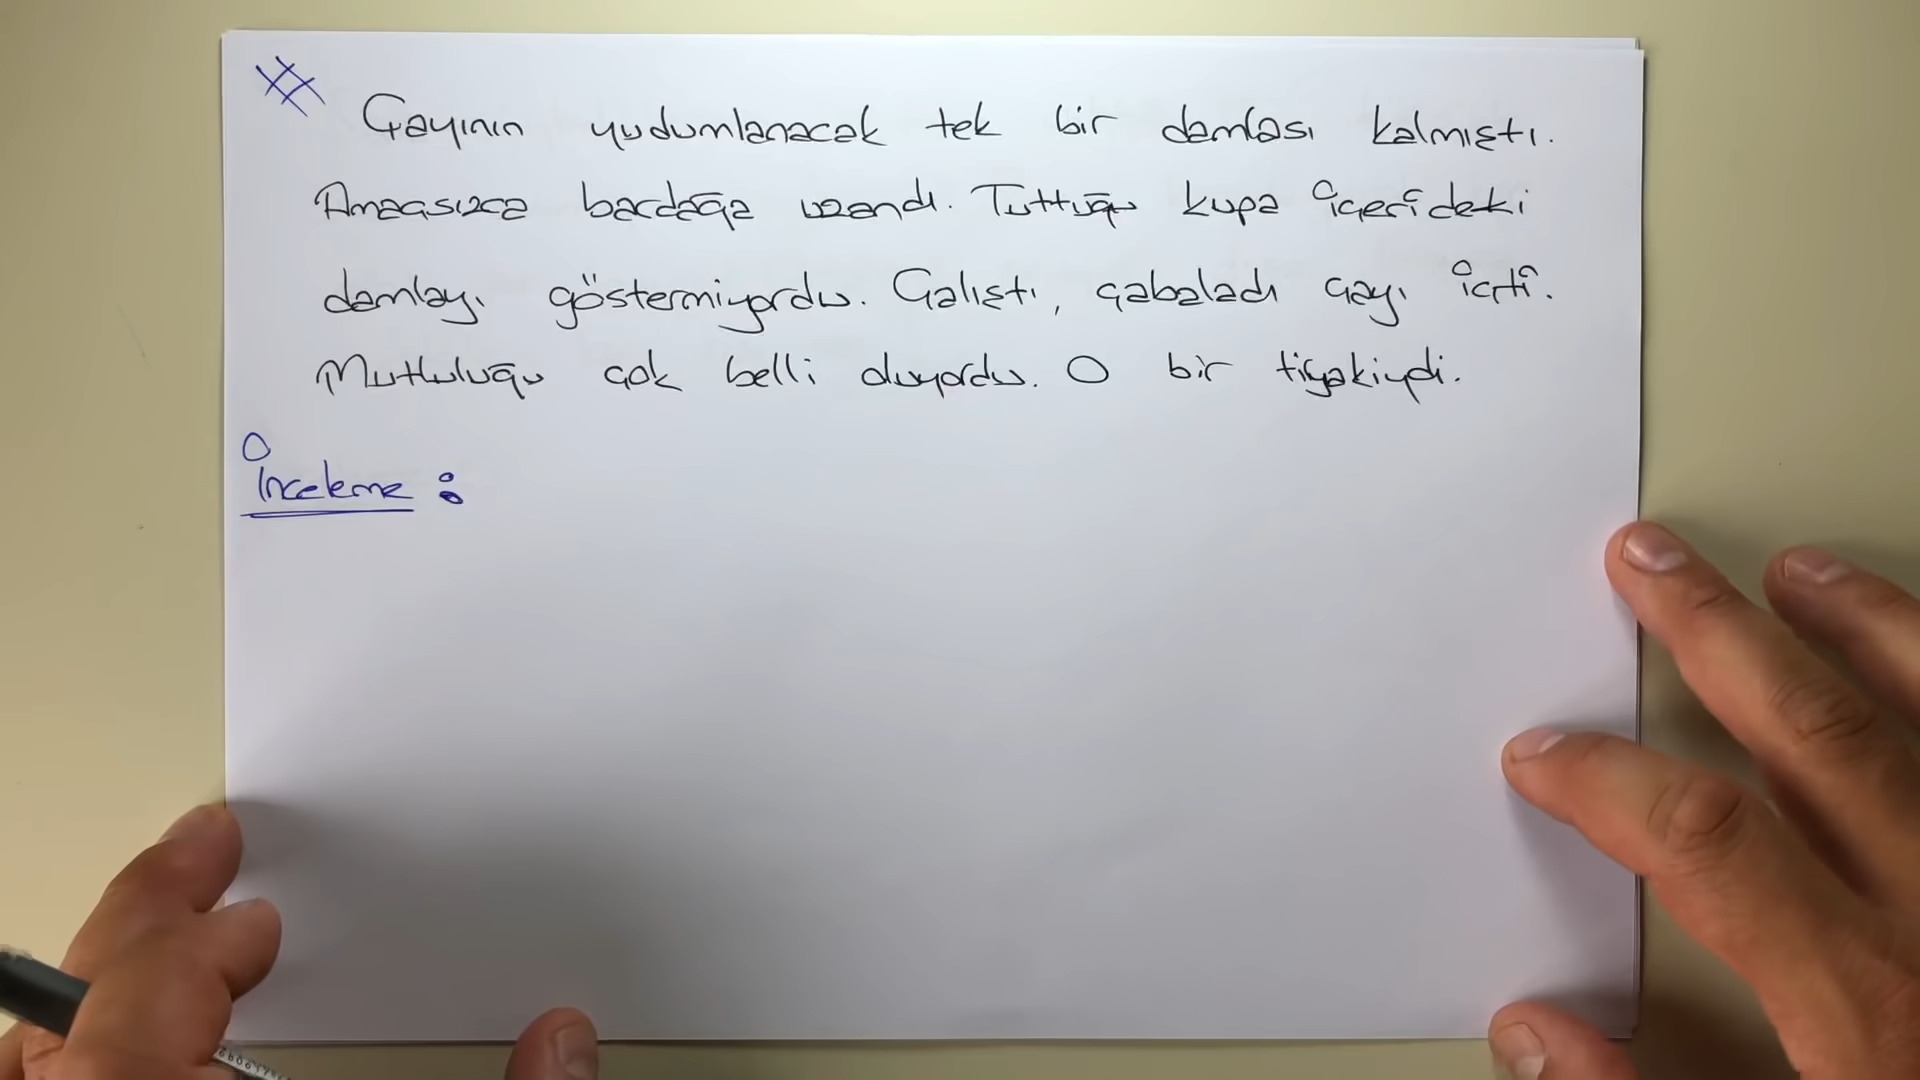 Çayının yudumlanacak tek bir damlası kalmıştı.
Amaçsızca bardağa uzandı. Tuttuğu kupa içerideki
damlayı göstermiyordu. Çalıştı, çabaladı çayı içti.
Mutluluğu çok belli oluyordu. O bir tiryakiydi.
İnceleme :